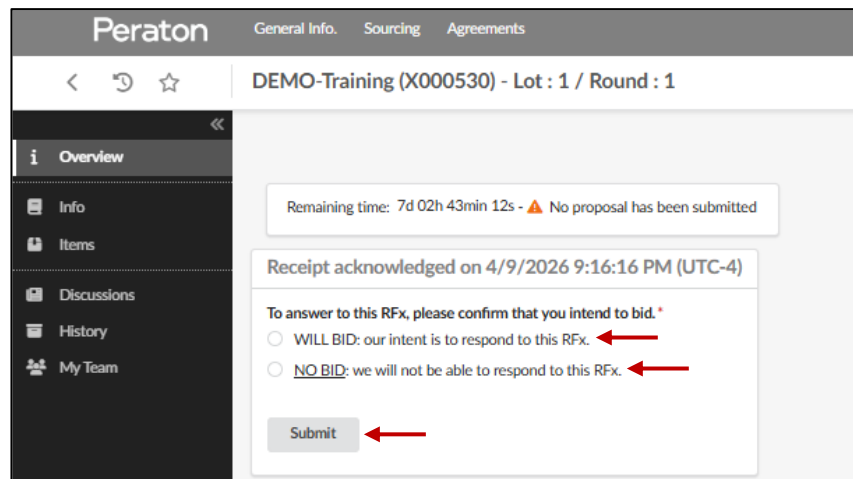 Peraton General Info. Sourcing Agreements
DEMO-Training (X000530) - Lot : 1 / Round : 1
i Overview
Info
Items
Discussions
History
My Team
Remaining time: 7d 02h 43min 12s - No proposal has been submitted
Receipt acknowledged on 4/9/2026 9:16:16 PM (UTC-4)
To answer to this RFx, please confirm that you intend to bid.*
WILL BID: our intent is to respond to this RFx.
NO BID: we will not be able to respond to this RFx.
Submit